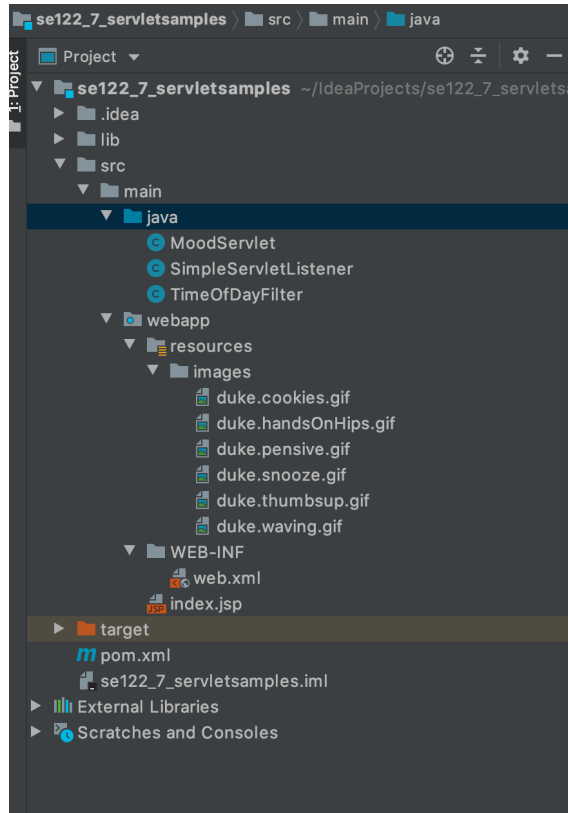 se122_7_servletsamples src main java
1: Project
Project
se122_7_servletsamples ~/IdeaProjects/se122_7_servlets
.idea
lib
src
main
java
C MoodServlet
C SimpleServletListener
C TimeOfDayFilter
webapp
resources
images
duke.cookies.gif
duke.handsOnHips.gif
duke.pensive.gif
duke.snooze.gif
duke.thumbsup.gif
duke.waving.gif
WEB-INF
web.xml
JSP index.jsp
target
m pom.xml
se122_7_servletsamples.iml
External Libraries
Scratches and Consoles